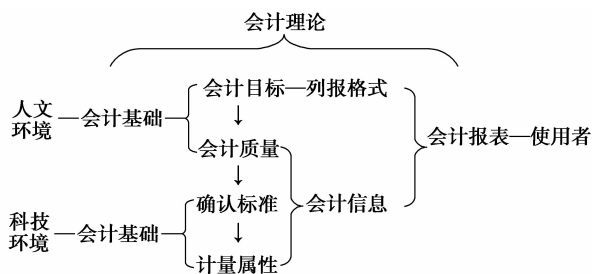 会计理论
会计目标—列报格式
人文
环境
—会计基础
会计质量
会计报表—使用者
确认标准
会计信息
科技
环境
—会计基础
计量属性